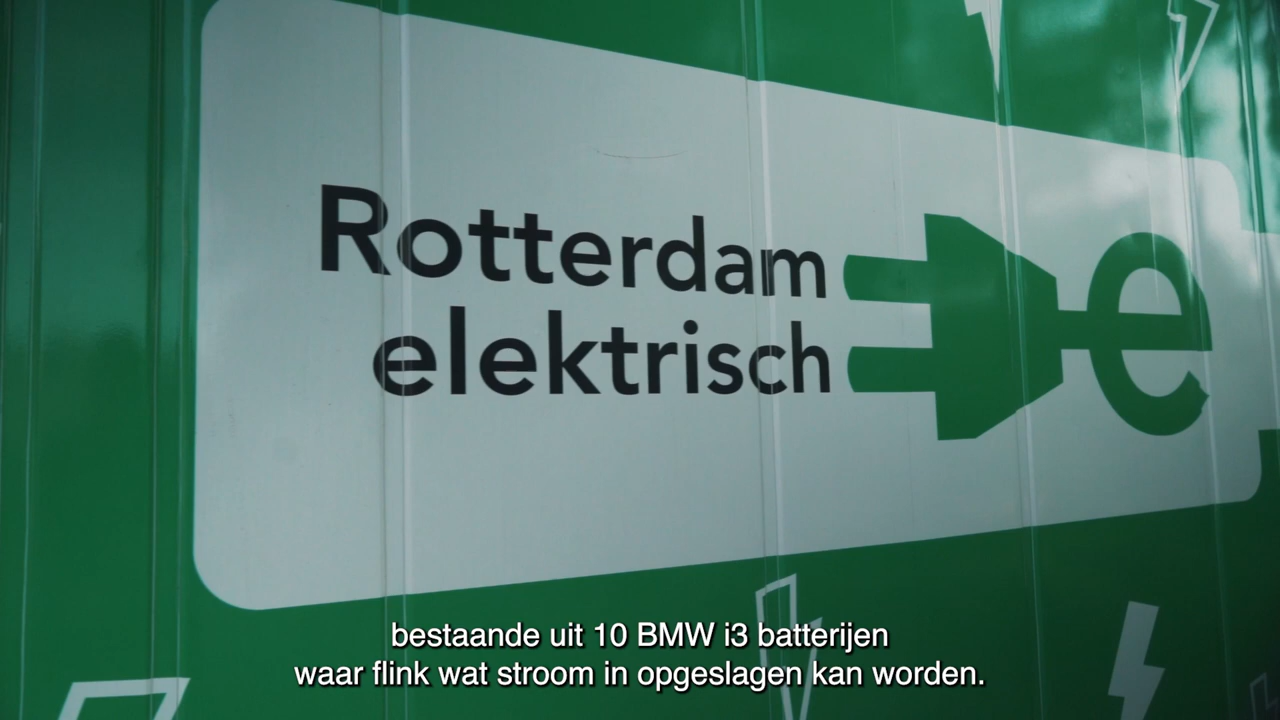 Rotterdam
elektrisch
e
bestaande uit 10 BMW i3 batterijen
waar flink wat stroom in opgeslagen kan worden.